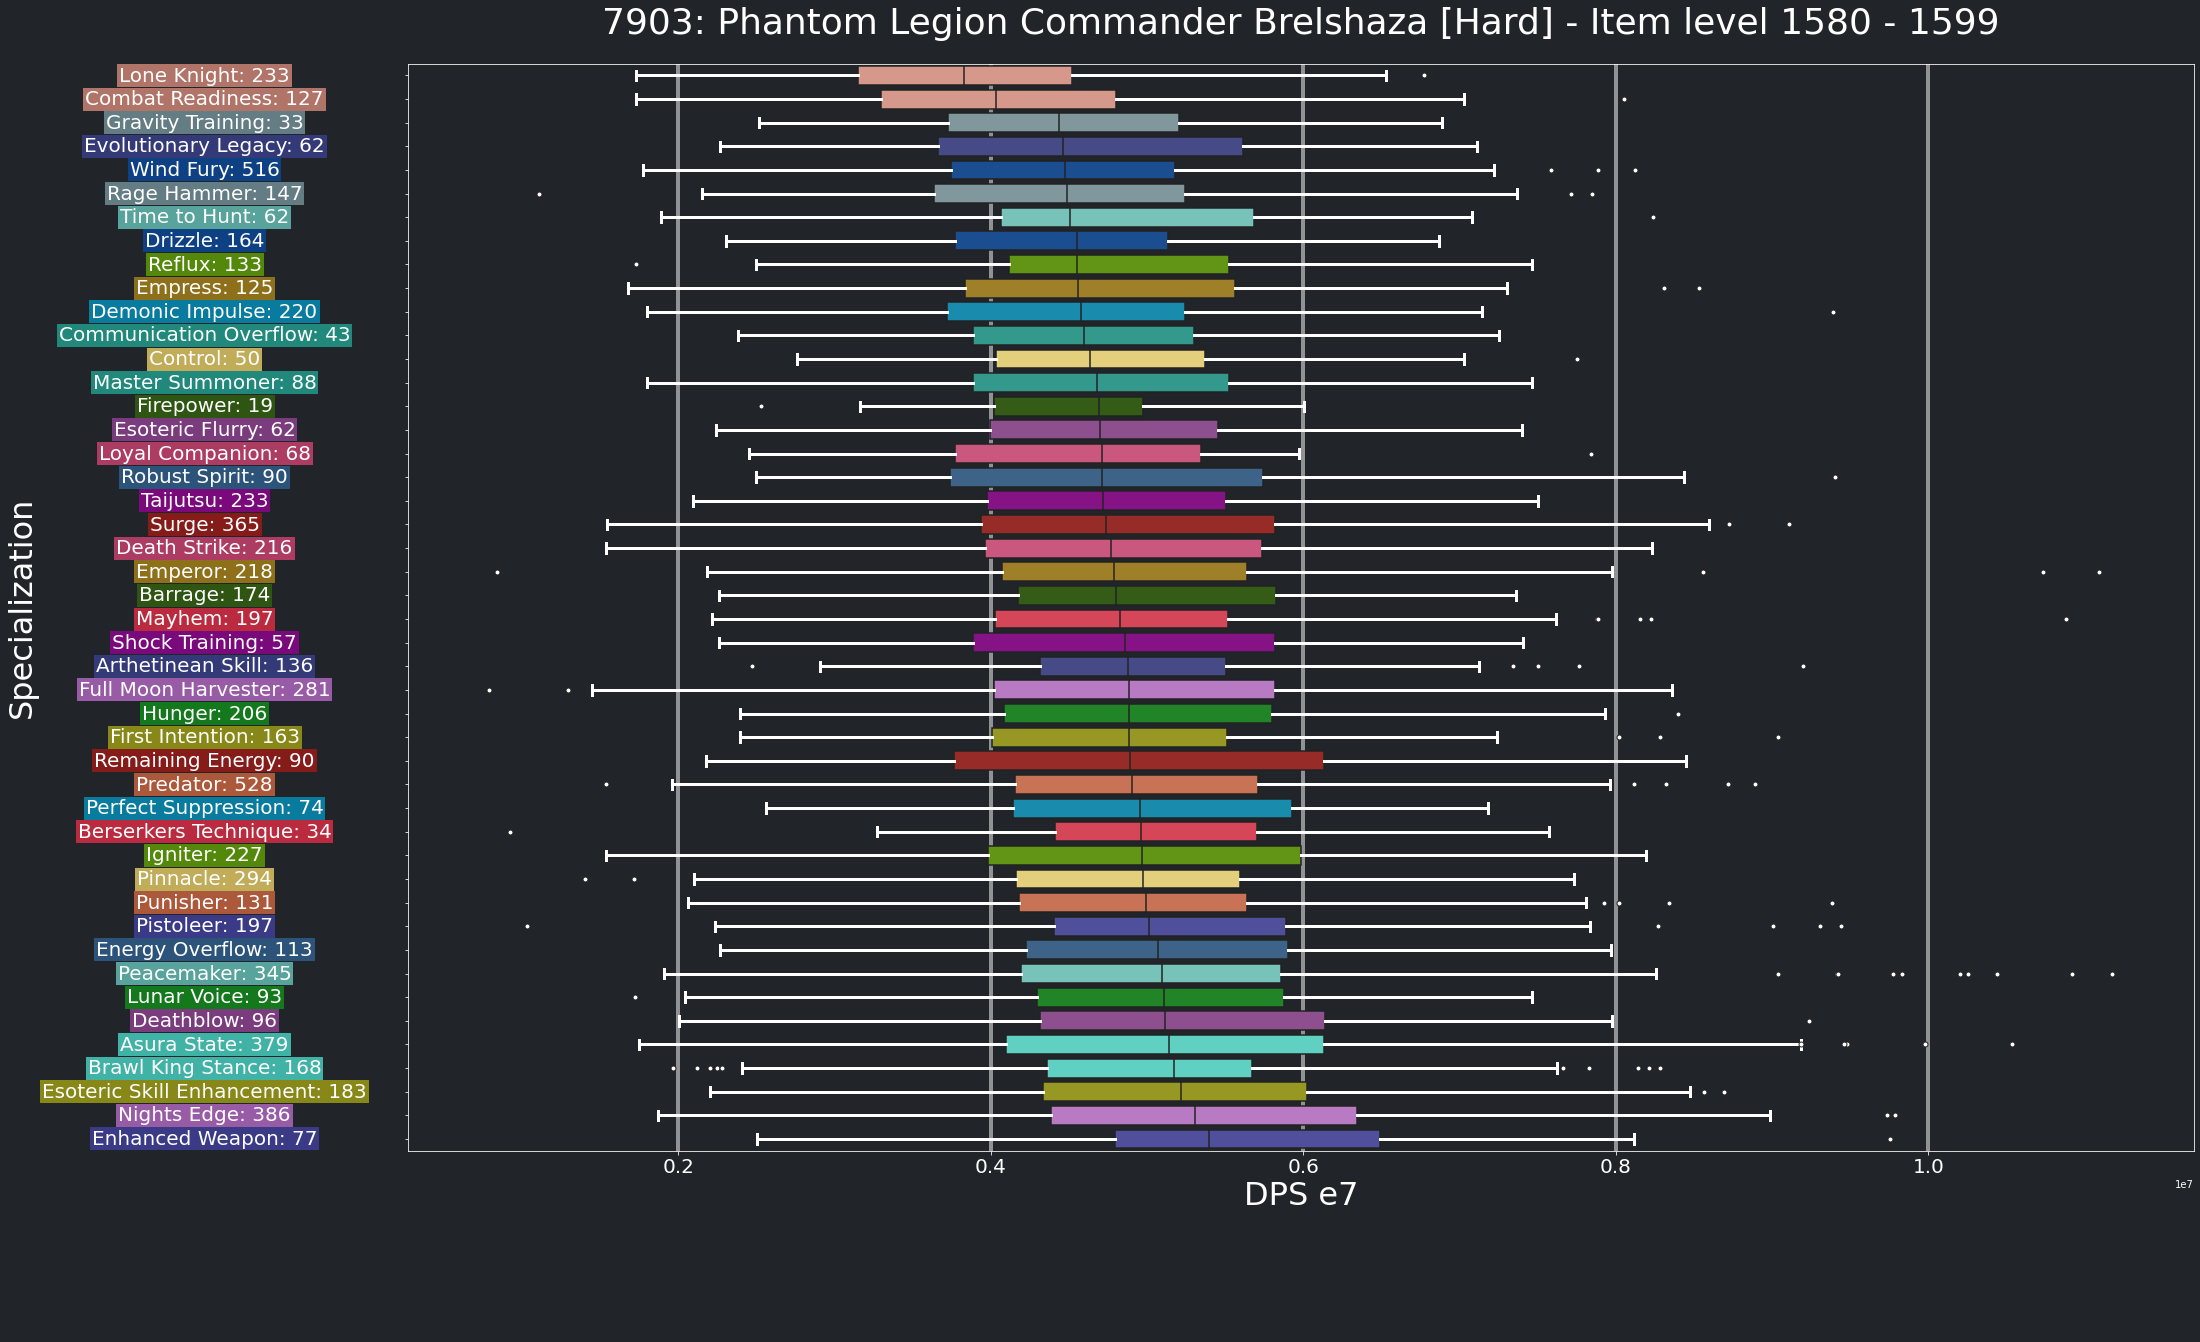 7903: Phantom Legion Commander Brelshaza [Hard] - Item level 1580 - 1599
Specialization
Lone Knight: 233
Combat Readiness: 127
Gravity Training: 33
Evolutionary Legacy: 62
Wind Fury: 516
Rage Hammer: 147
Time to Hunt: 62
Drizzle: 164
Reflux: 133
Empress: 125
Demonic Impulse: 220
Communication Overflow: 43
Control: 50
Master Summoner: 88
Firepower: 19
Esoteric Flurry: 62
Loyal Companion: 68
Robust Spirit: 90
Taijutsu: 233
Surge: 365
Death Strike: 216
Emperor: 218
Barrage: 174
Mayhem: 197
Shock Training: 57
Arthetinean Skill: 136
Full Moon Harvester: 281
Hunger: 206
First Intention: 163
Remaining Energy: 90
Predator: 528
Perfect Suppression: 74
Berserkers Technique: 34
Igniter: 227
Pinnacle: 294
Punisher: 131
Pistoleer: 197
Energy Overflow: 113
Peacemaker: 345
Lunar Voice: 93
Deathblow: 96
Asura State: 379
Brawl King Stance: 168
Esoteric Skill Enhancement: 183
Nights Edge: 386
Enhanced Weapon: 77
0.2 0.4 0.6 0.8 1.0
1e7
DPS e7